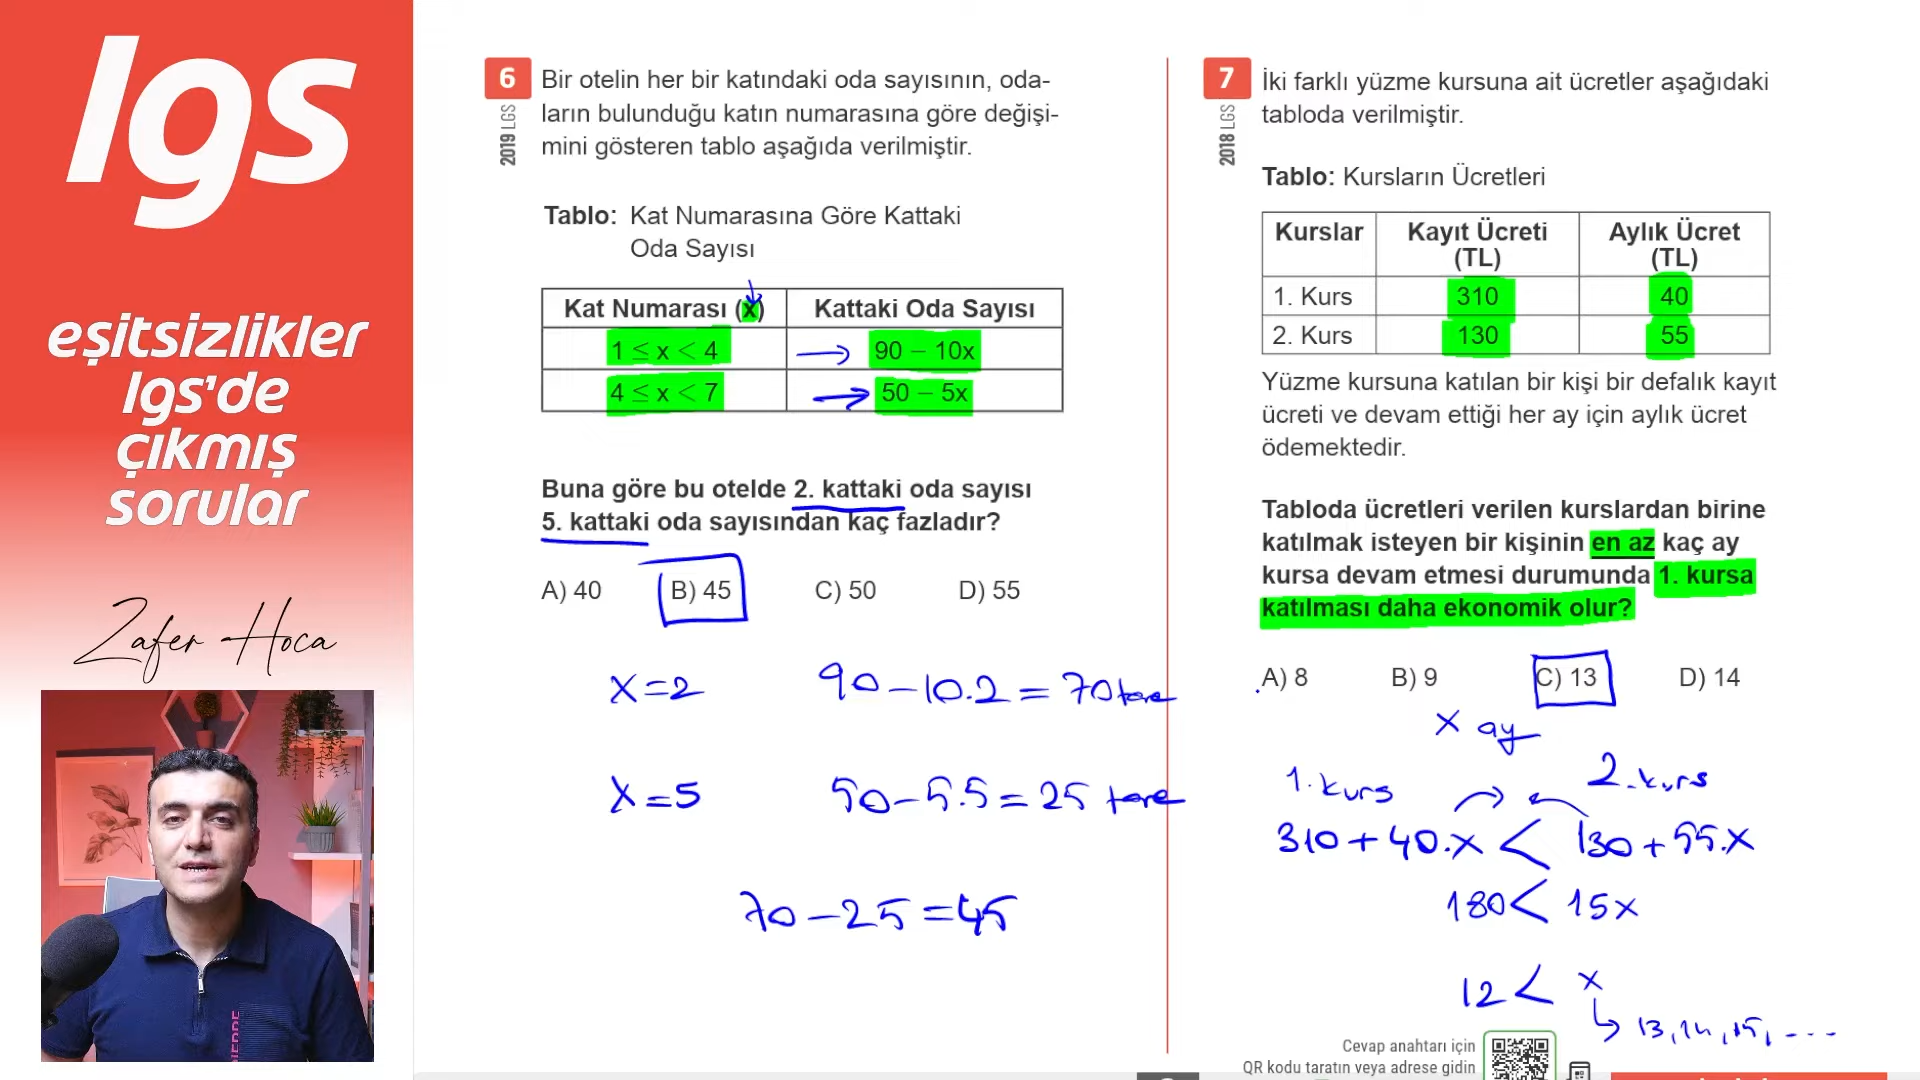 lgs
eşitsizlikler
lgs'de
çıkmış
sorular
Zafer Hoca
6
2019 LGS
Bir otelin her bir katındaki oda sayısının, oda-
ların bulunduğu katın numarasına göre değişi-
mini gösteren tablo aşağıda verilmiştir.
Tablo: Kat Numarasına Göre Kattaki
Oda Sayısı
Kat Numarası (x) Kattaki Oda Sayısı
1 ≤ x < 4 → 90 − 10x
4 ≤ x < 7 → 50 − 5x
Buna göre bu otelde 2. kattaki oda sayısı
5. kattaki oda sayısından kaç fazladır?
A) 40 B) 45 C) 50 D) 55
x=2 90-10.2=70 tane
x=5 50-5.5=25 tane
70-25=45
7
2018 LGS
İki farklı yüzme kursuna ait ücretler aşağıdaki
tabloda verilmiştir.
Tablo: Kursların Ücretleri
Kurslar Kayıt Ücreti (TL) Aylık Ücret (TL)
1. Kurs 310 40
2. Kurs 130 55
Yüzme kursuna katılan bir kişi bir defalık kayıt
ücreti ve devam ettiği her ay için aylık ücret
ödemektedir.
Tabloda ücretleri verilen kurslardan birine
katılmak isteyen bir kişinin en az kaç ay
kursa devam etmesi durumunda 1. kursa
katılması daha ekonomik olur?
A) 8 B) 9 C) 13 D) 14
x ay
1. kurs 2. kurs
310+40.x < 130+55.x
180 < 15x
12 < x
13, 14, 15, ....
Cevap anahtarı için
QR kodu taratın veya adrese gidin